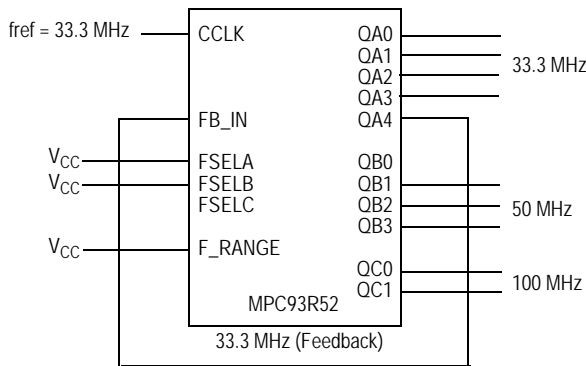 fref = 33.3 MHz
CCLK
FB_IN
VCC
FSELA
VCC
FSELB
FSELC
VCC
F_RANGE
QA0
QA1
QA2
QA3
QA4
33.3 MHz
QB0
QB1
QB2
QB3
50 MHz
QC0
QC1
100 MHz
MPC93R52
33.3 MHz (Feedback)